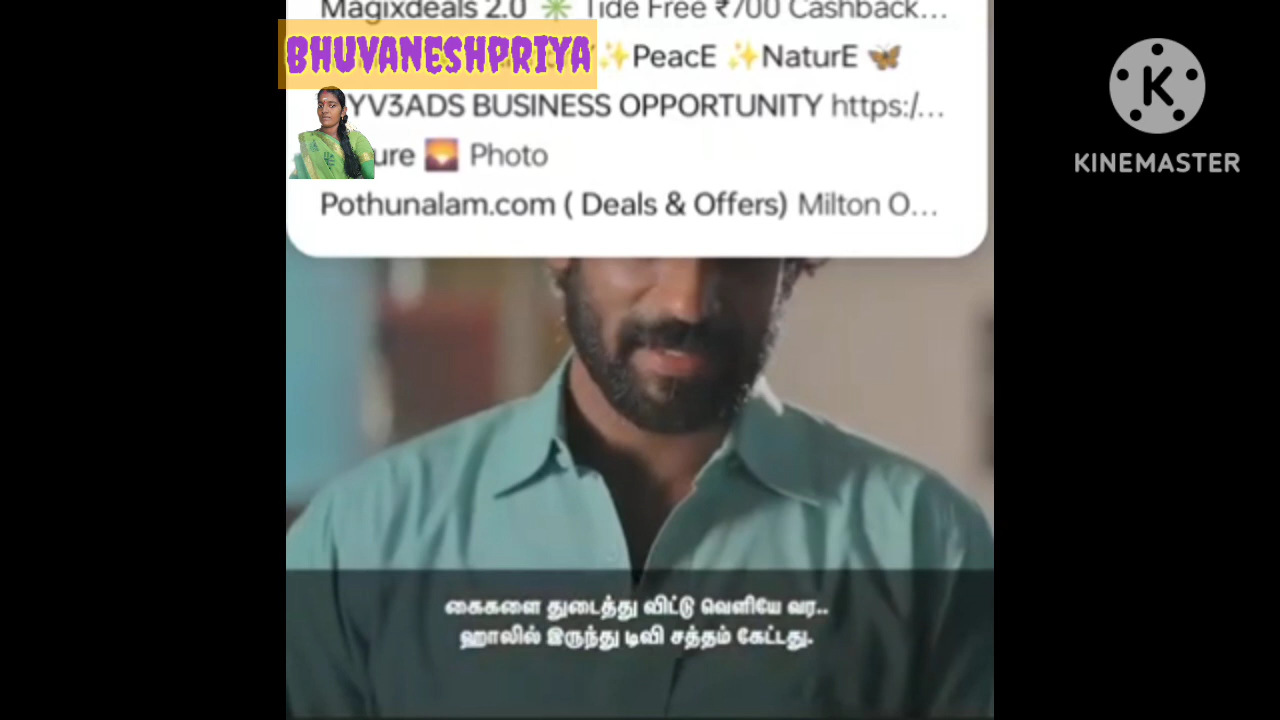 Magixdeals 2.0 ✳️ Tide Free ₹700 Cashback...
BHUVANESHPRIYA
✨PeacE ✨NaturE 🦋
YV3ADS BUSINESS OPPORTUNITY https:/...
ure 🌄 Photo
Pothunalam.com ( Deals & Offers) Milton O...
KINEMASTER
கைகளை துடைத்து விட்டு வெளியே வர..
ஹாலில் இருந்து டிவி சத்தம் கேட்டது.